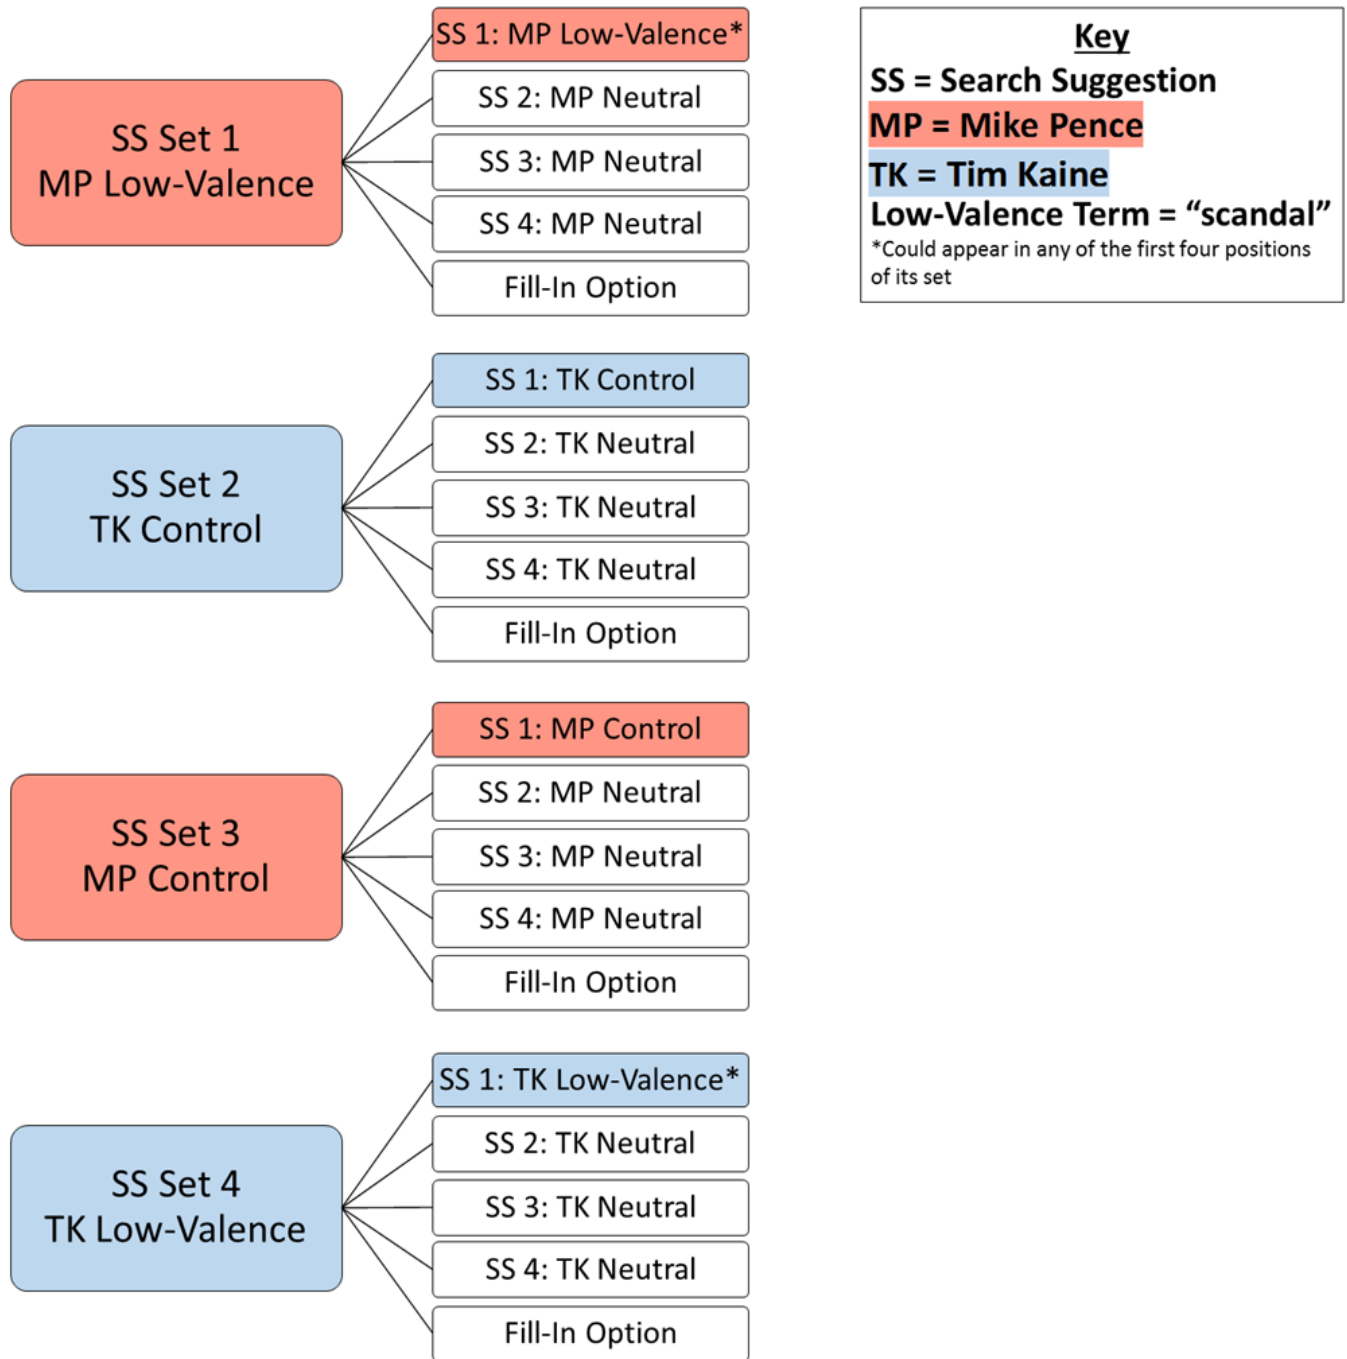 SS Set 1
MP Low-Valence
SS 1: MP Low-Valence*
SS 2: MP Neutral
SS 3: MP Neutral
SS 4: MP Neutral
Fill-In Option
Key
SS = Search Suggestion
MP = Mike Pence
TK = Tim Kaine
Low-Valence Term = “scandal”
*Could appear in any of the first four positions
of its set
SS Set 2
TK Control
SS 1: TK Control
SS 2: TK Neutral
SS 3: TK Neutral
SS 4: TK Neutral
Fill-In Option
SS Set 3
MP Control
SS 1: MP Control
SS 2: MP Neutral
SS 3: MP Neutral
SS 4: MP Neutral
Fill-In Option
SS Set 4
TK Low-Valence
SS 1: TK Low-Valence*
SS 2: TK Neutral
SS 3: TK Neutral
SS 4: TK Neutral
Fill-In Option